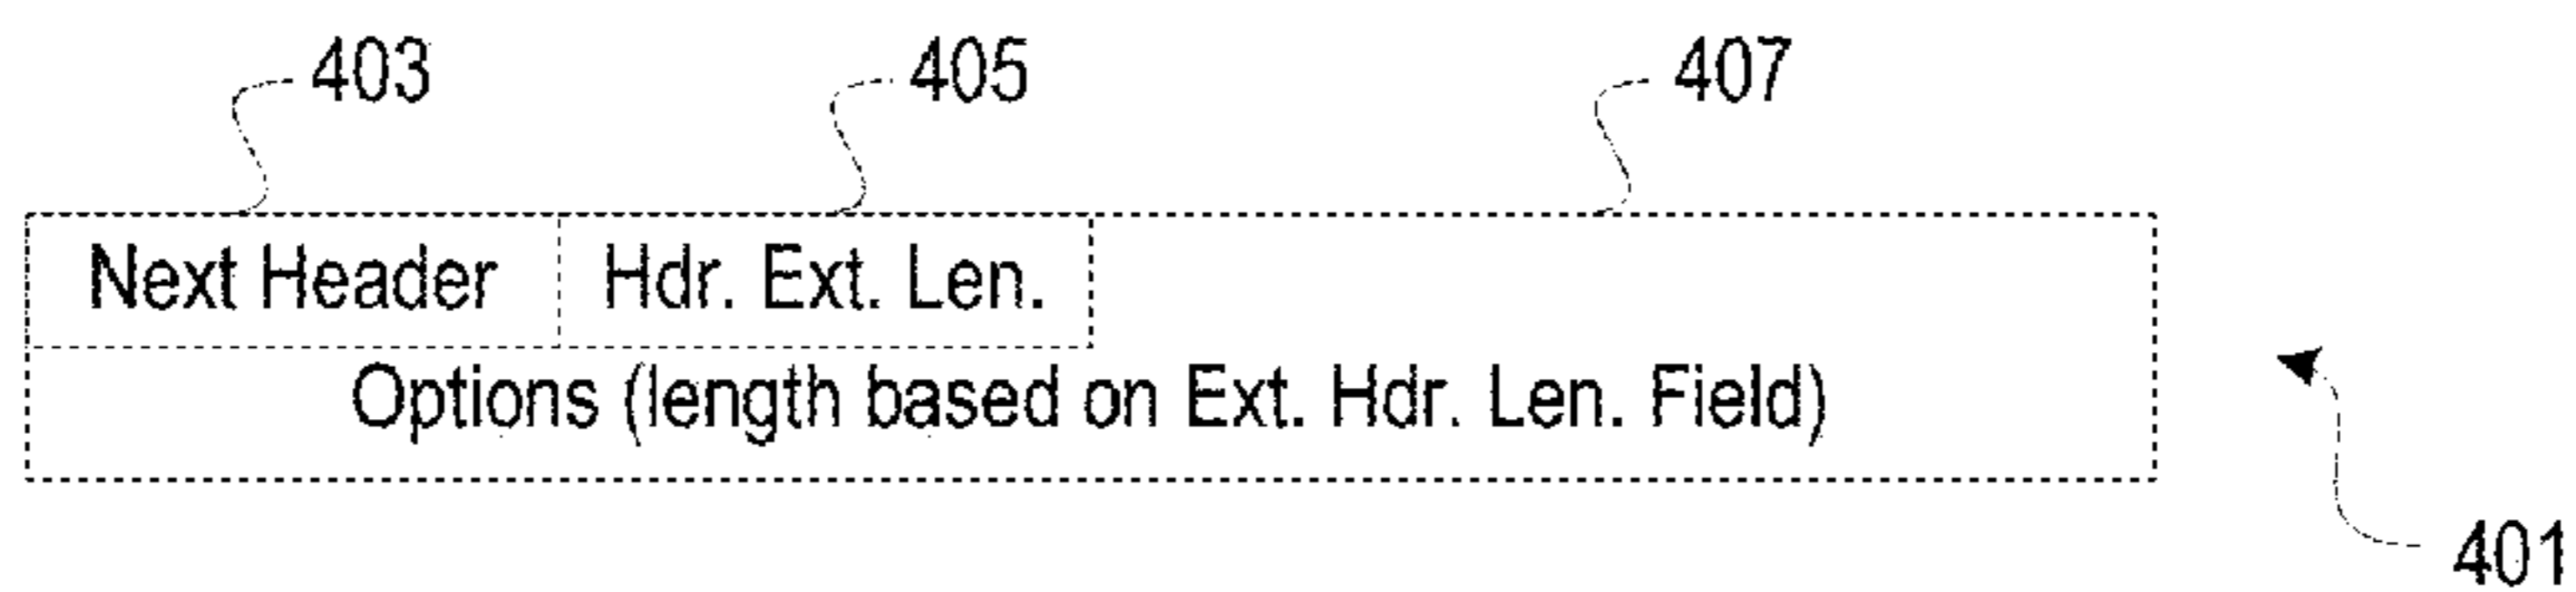 403 405 407
Next Header Hdr. Ext. Len.
Options (length based on Ext. Hdr. Len. Field)
401